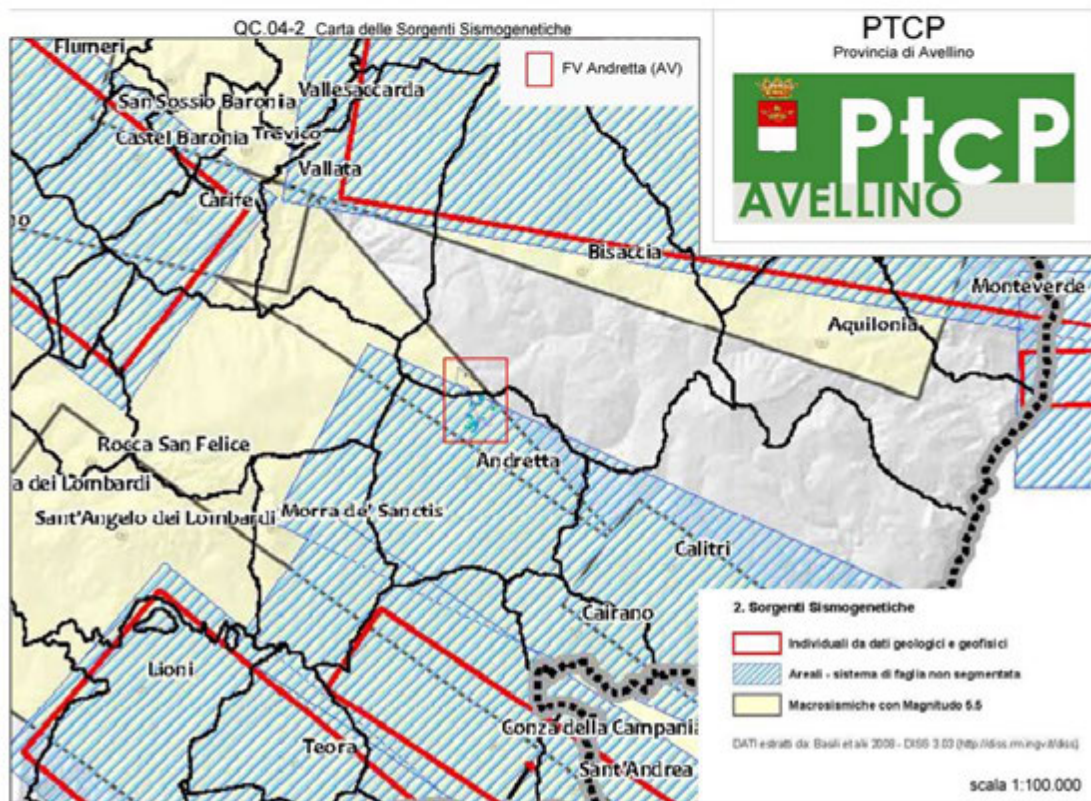 QC.04-2 Carta delle Sorgenti Sismogenetiche
FV Andretta (AV)
PTCP
Provincia di Avellino
PtcP
AVELLINO
Flumeri
San Sossio Baronia
Vallesaccarda
Castel Baronia
Trevico
Vallata
Carife
no
Bisaccia
Monteverde
Aquilonia
Rocca San Felice
a dei Lombardi
Andretta
Sant'Angelo dei Lombardi
Morra de' Sanctis
Calitri
Cairano
Lioni
Conza della Campania
Teora
Sant'Andrea
2. Sorgenti Sismogenetiche
Individuali da dati geologici e geofisici
Areali - sistema di faglia non segmentata
Macrosismiche con Magnitudo 5.5
DATI estratti da: Basili et alii 2008 - DISS 3.03 (http://diss.rm.ingv.it/diss)
scala 1:100.000